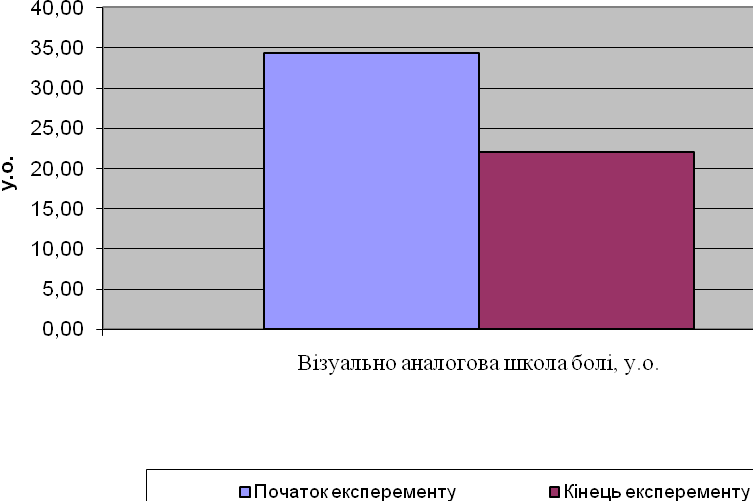 40,00
35,00
30,00
25,00
20,00
15,00
10,00
5,00
0,00
у.о.
Візуально аналогова школа болі, у.о.
Початок експеременту
Кінець експеременту